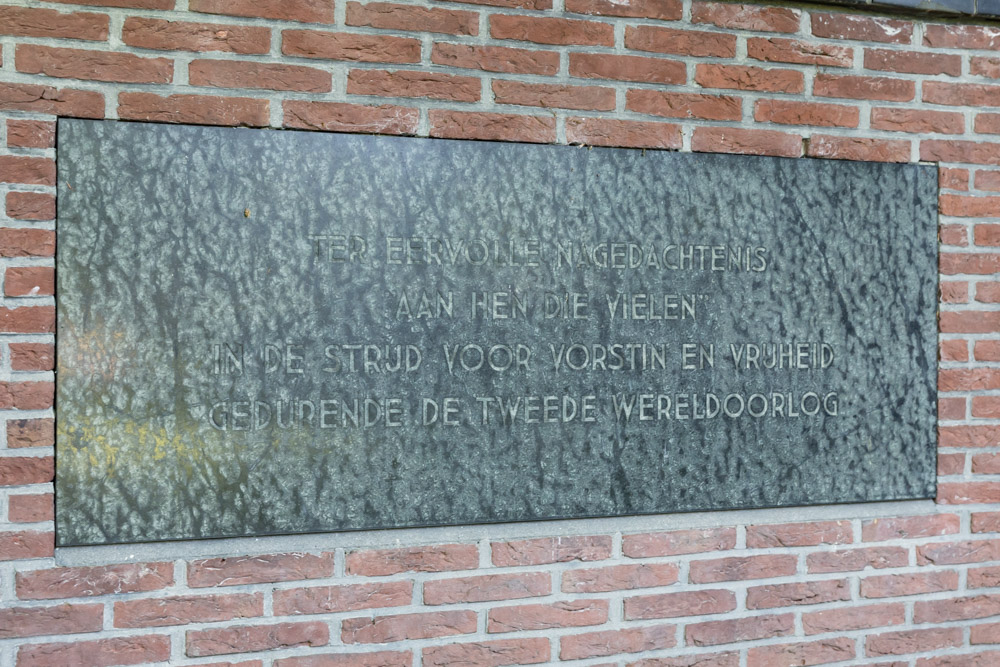 TER EERVOLLE NAGEDACHTENIS
"AAN HEN DIE VIELEN"
IN DE STRIJD VOOR VORSTIN EN VRIJHEID
GEDURENDE DE TWEEDE WERELDOORLOG